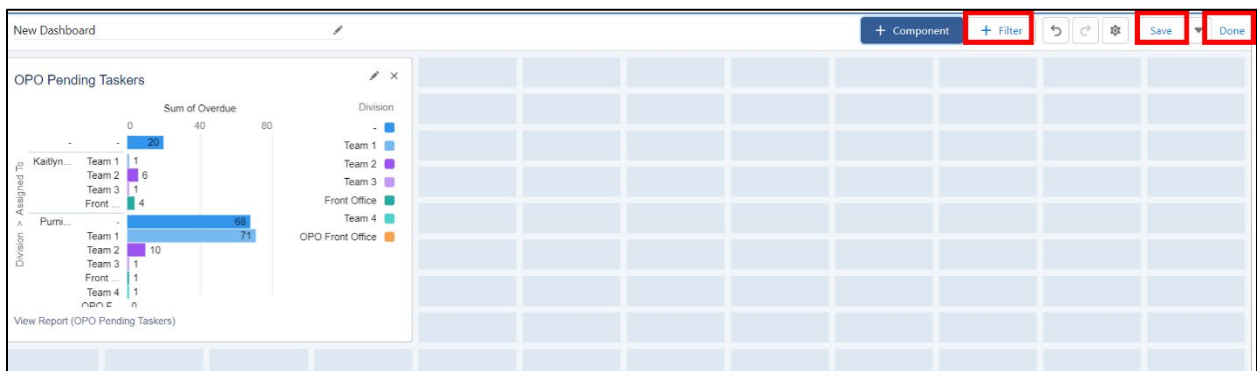 New Dashboard
+ Component
+ Filter
Save
Done
OPO Pending Taskers
Sum of Overdue
0 40 80
- - 20
Kaitlyn... Team 1 1
Team 2 6
Team 3 1
Front ... 4
Purni... - 68
Team 1 71
Team 2 10
Team 3 1
Front ... 1
Team 4 1
OPO F... 0
Division > Assigned To
Division
-
Team 1
Team 2
Team 3
Front Office
Team 4
OPO Front Office
View Report (OPO Pending Taskers)